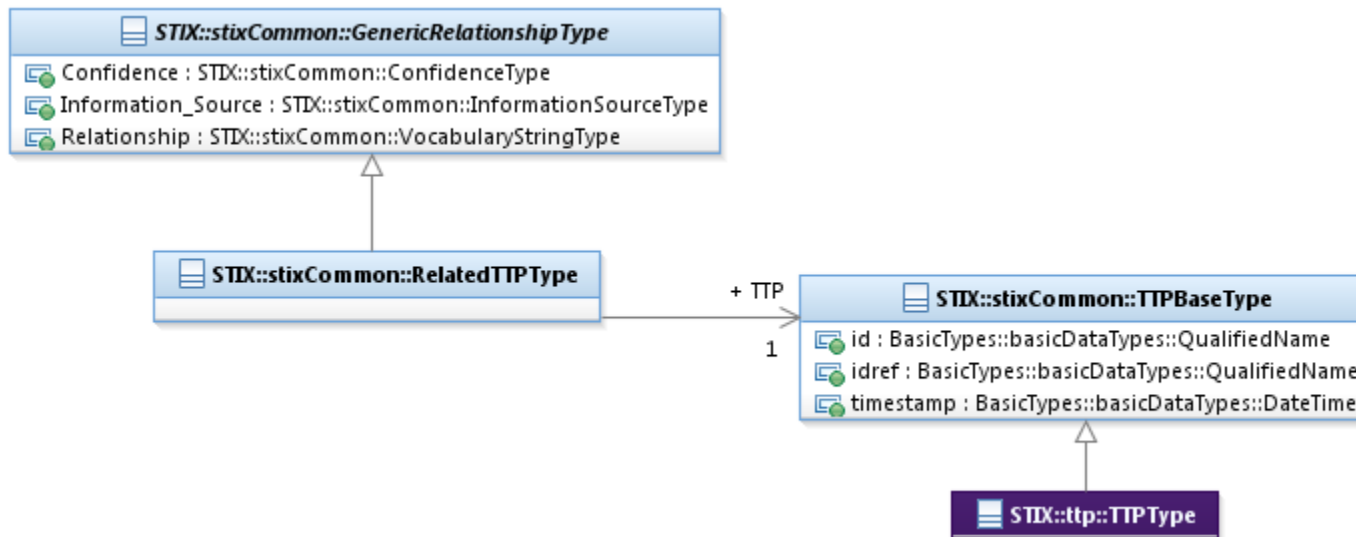 STIX::stixCommon::GenericRelationshipType
Confidence : STIX::stixCommon::ConfidenceType
Information_Source : STIX::stixCommon::InformationSourceType
Relationship : STIX::stixCommon::VocabularyStringType
STIX::stixCommon::RelatedTTPType
+ TTP
1
STIX::stixCommon::TTPBaseType
id : BasicTypes::basicDataTypes::QualifiedName
idref : BasicTypes::basicDataTypes::QualifiedName
timestamp : BasicTypes::basicDataTypes::DateTime
STIX::ttp::TTPType